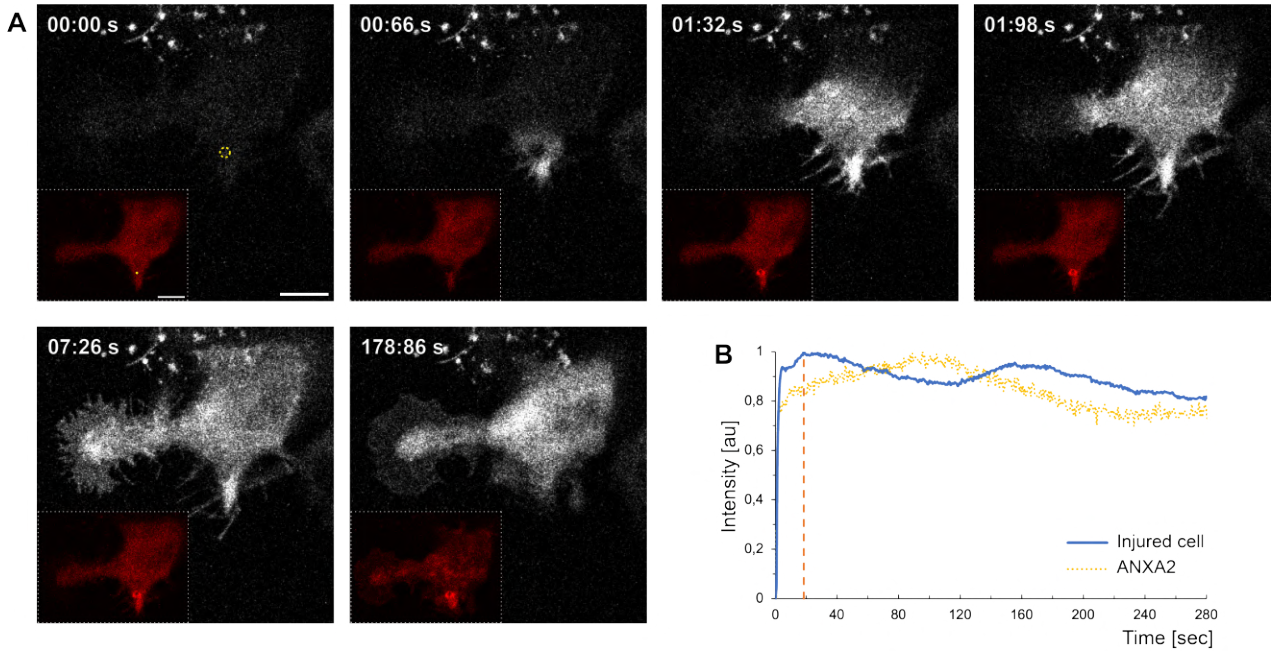 A
00:00 s
00:66 s
01:32 s
01:98 s
07:26 s
178:86 s
B
Intensity [au]
1
0,8
0,6
0,4
0,2
0
0
40
80
120
160
200
240
280
Time [sec]
Injured cell
ANXA2